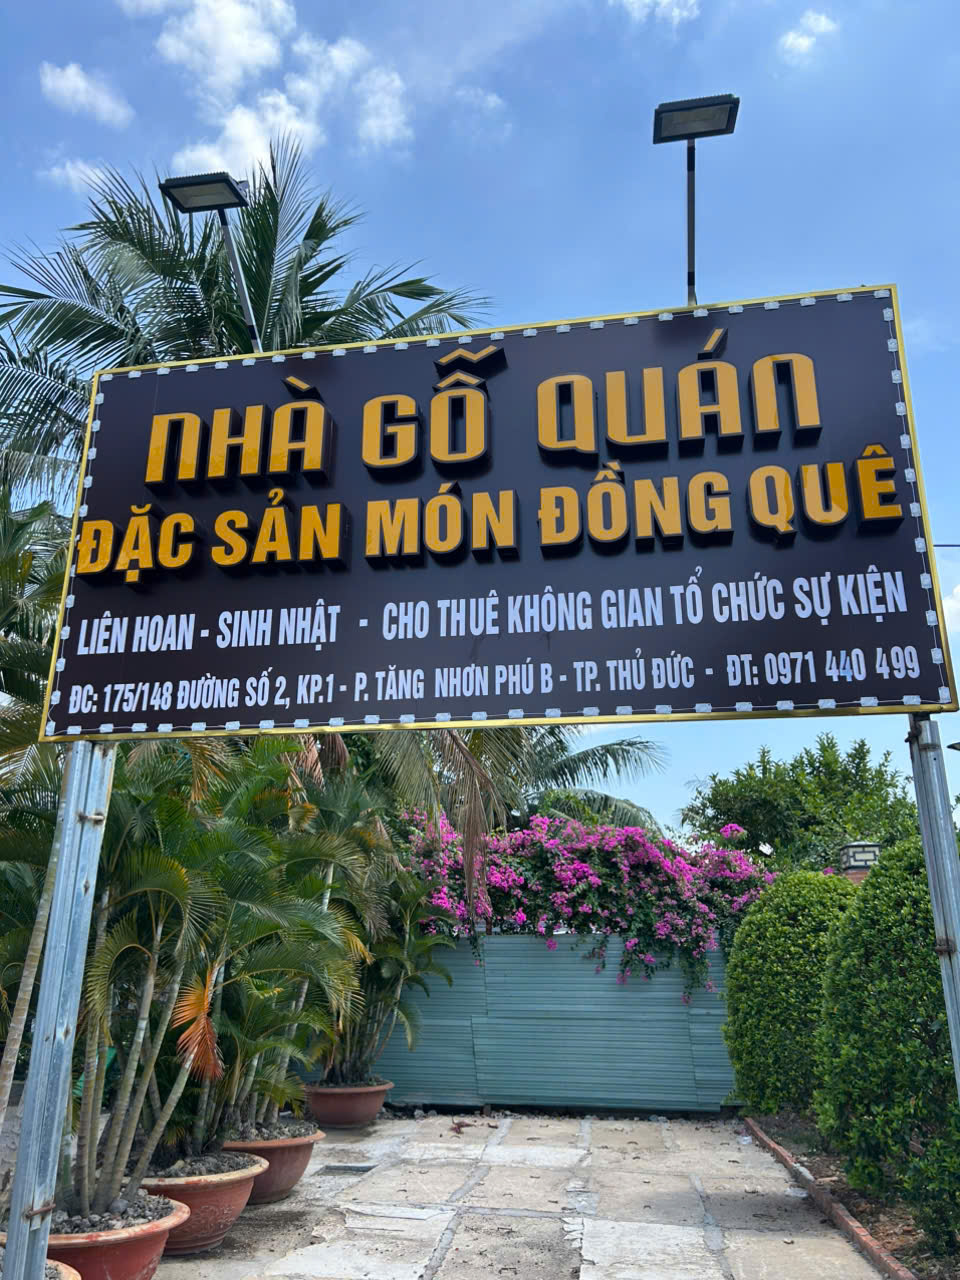 NHÀ GỖ QUÁN
ĐẶC SẢN MÓN ĐỒNG QUÊ
LIÊN HOAN - SINH NHẬT - CHO THUÊ KHÔNG GIAN TỔ CHỨC SỰ KIỆN
ĐC: 175/148 ĐƯỜNG SỐ 2, KP.1 - P. TĂNG NHƠN PHÚ B - TP. THỦ ĐỨC - ĐT: 0971 440 499